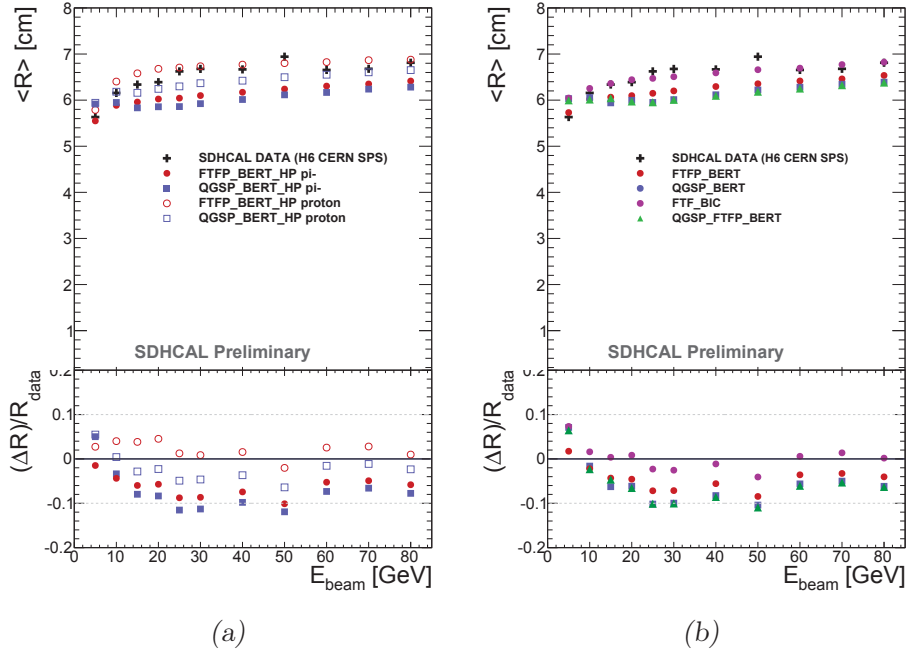 <R> [cm]
8
7
6
5
4
3
2
1
SDHCAL DATA (H6 CERN SPS)
FTFP_BERT_HP pi-
QGSP_BERT_HP pi-
FTFP_BERT_HP proton
QGSP_BERT_HP proton
SDHCAL Preliminary
(ΔR)/R_data
0.2
0.1
0
-0.1
-0.2
0 10 20 30 40 50 60 70 80
E_beam [GeV]
(a)
<R> [cm]
8
7
6
5
4
3
2
1
SDHCAL DATA (H6 CERN SPS)
FTFP_BERT
QGSP_BERT
FTF_BIC
QGSP_FTFP_BERT
SDHCAL Preliminary
(ΔR)/R_data
0.2
0.1
0
-0.1
-0.2
0 10 20 30 40 50 60 70 80
E_beam [GeV]
(b)